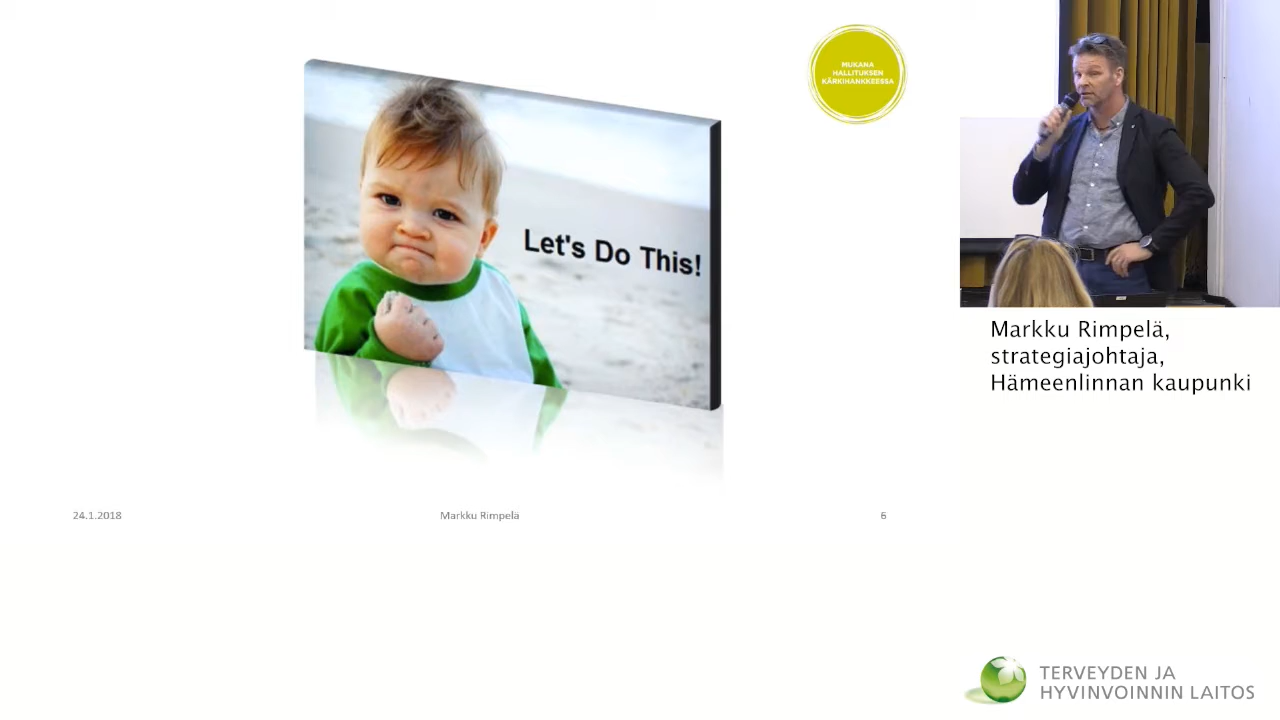 MUKANA
HALLITUKSEN
KÄRKIHANKKEESSA
Let's Do This!
24.1.2018
Markku Rimpelä
6
Markku Rimpelä,
strategiajohtaja,
Hämeenlinnan kaupunki
TERVEYDEN JA
HYVINVOINNIN LAITOS